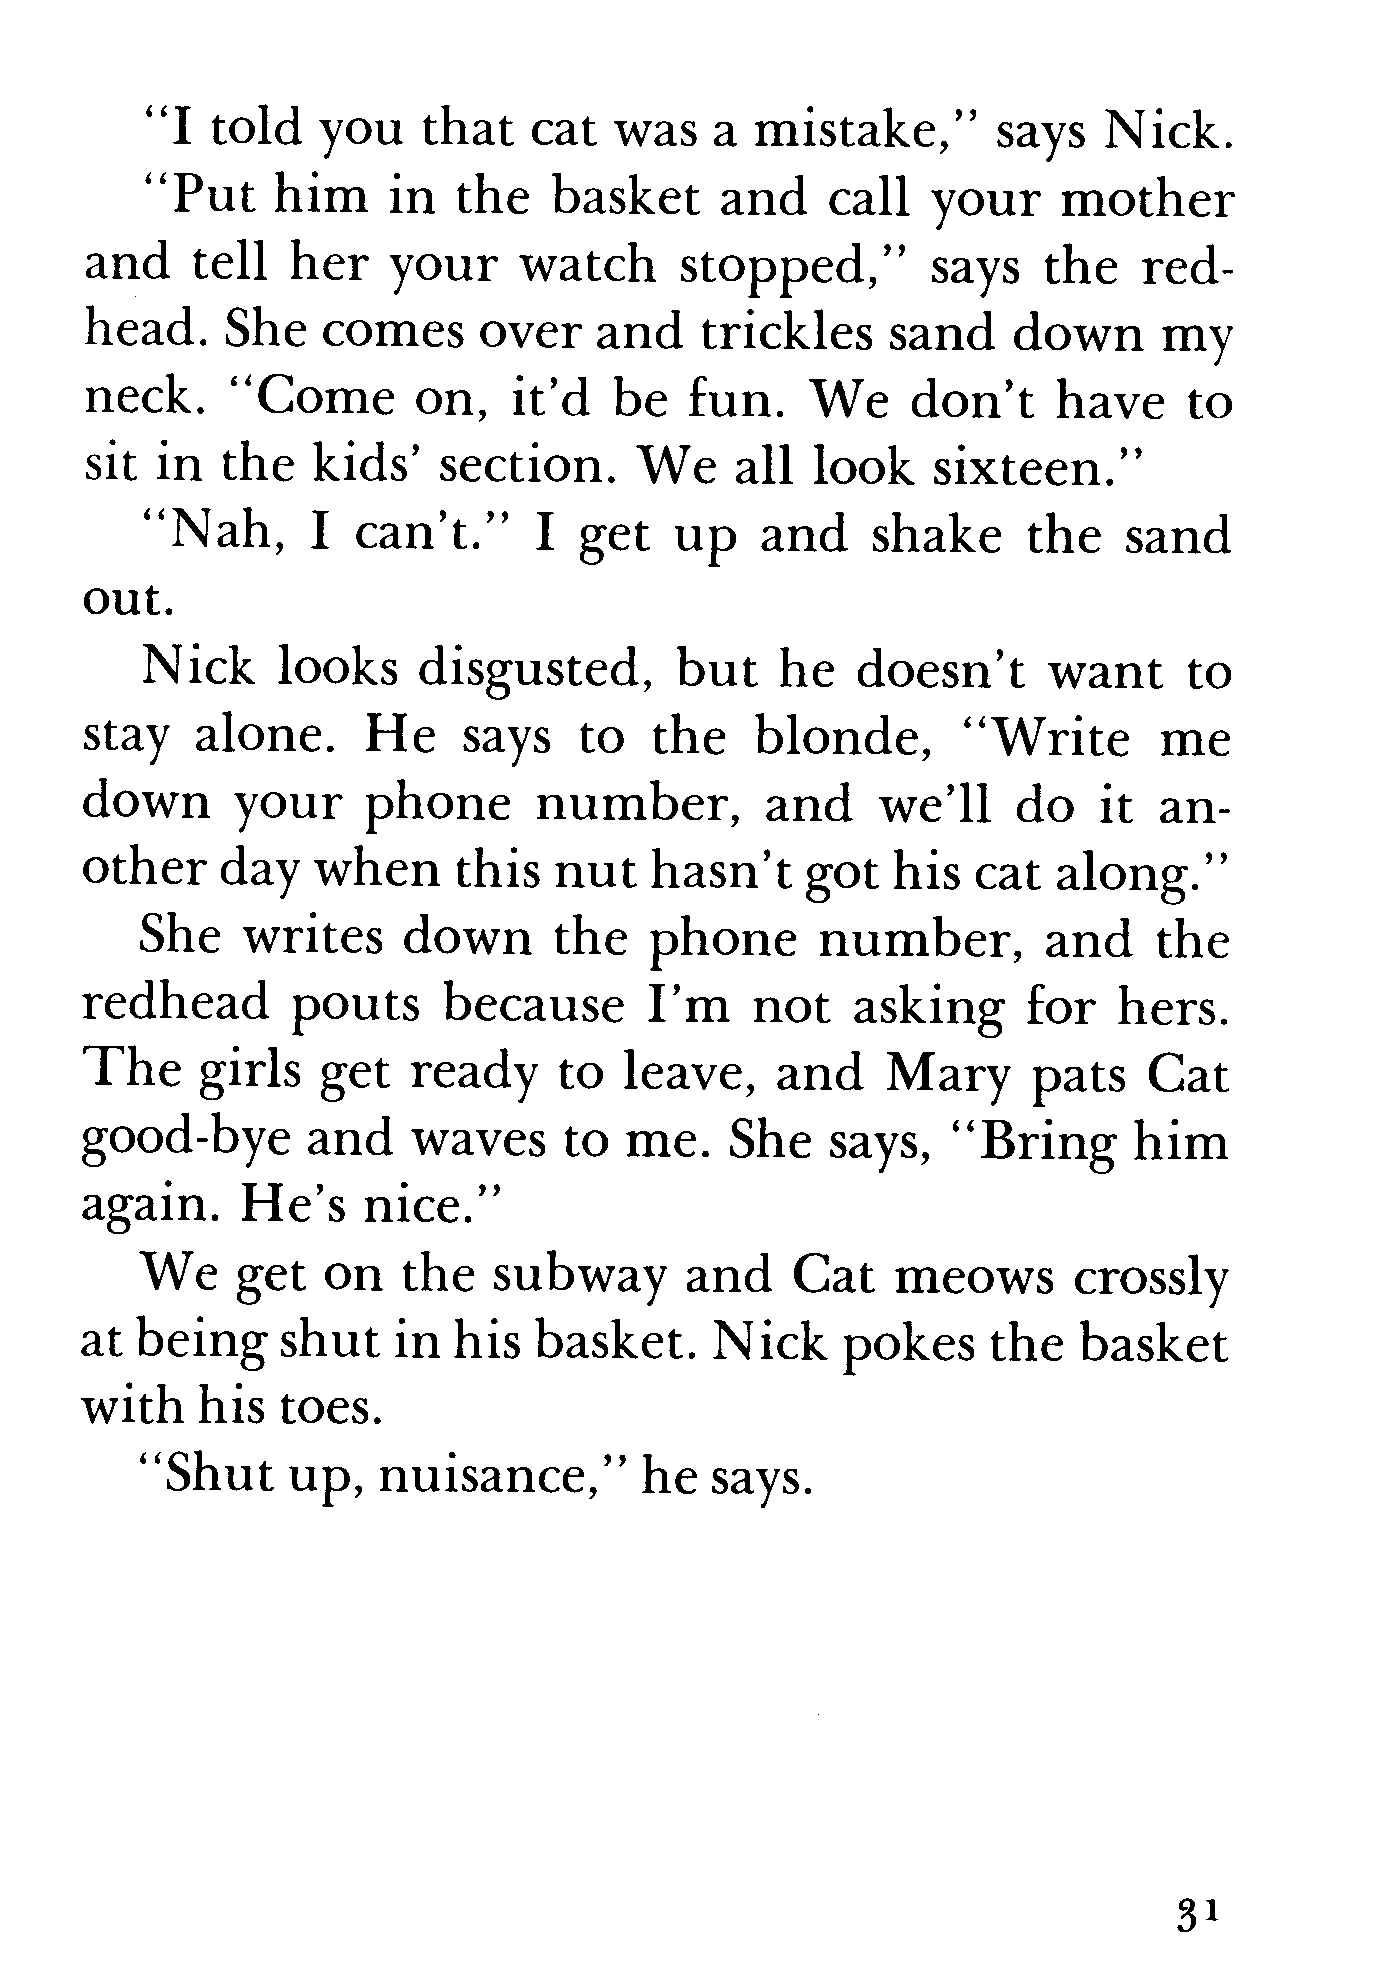 “I told you that cat was a mistake,” says Nick.
“Put him in the basket and call your mother
and tell her your watch stopped,” says the red-
head. She comes over and trickles sand down my
neck. “Come on, it’d be fun. We don’t have to
sit in the kids’ section. We all look sixteen.”
“Nah, I can’t.” I get up and shake the sand
out.
Nick looks disgusted, but he doesn’t want to
stay alone. He says to the blonde, “Write me
down your phone number, and we’ll do it an-
other day when this nut hasn’t got his cat along.”
She writes down the phone number, and the
redhead pouts because I’m not asking for hers.
The girls get ready to leave, and Mary pats Cat
good-bye and waves to me. She says, “Bring him
again. He’s nice.”
We get on the subway and Cat meows crossly
at being shut in his basket. Nick pokes the basket
with his toes.
“Shut up, nuisance,” he says.
31